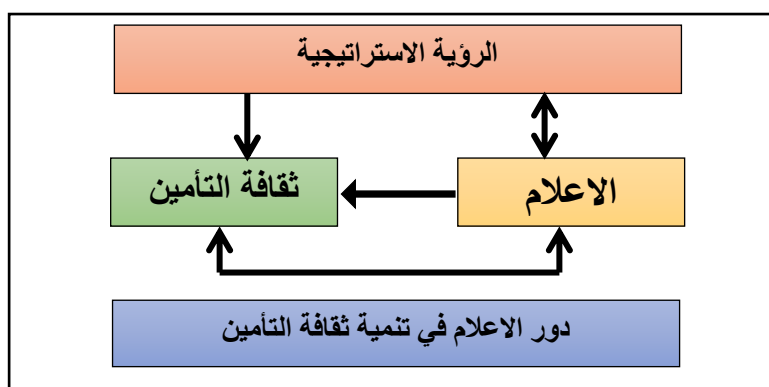 الرؤية الاستراتيجية
الاعلام
ثقافة التأمين
دور الاعلام في تنمية ثقافة التأمين